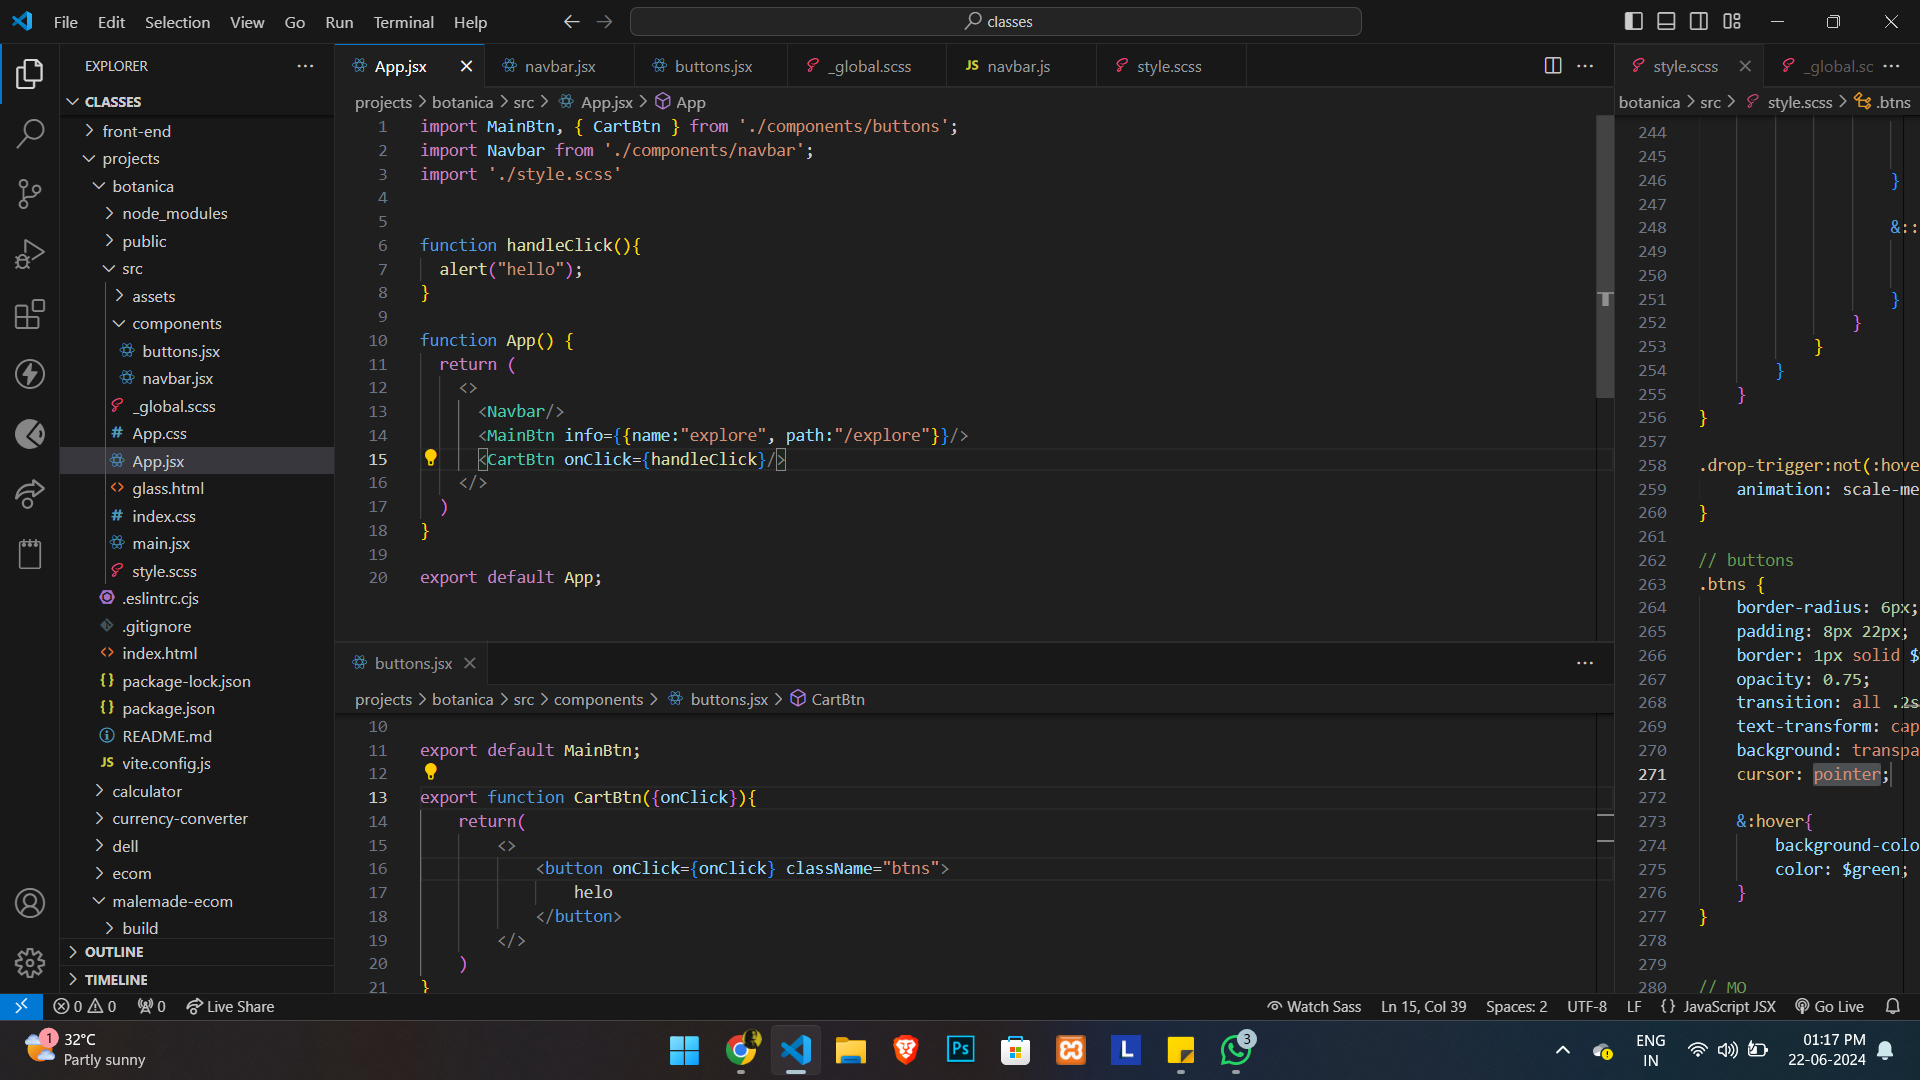 File Edit Selection View Go Run Terminal Help
classes
EXPLORER
CLASSES
front-end
projects
botanica
node_modules
public
src
assets
components
buttons.jsx
navbar.jsx
_global.scss
App.css
App.jsx
glass.html
index.css
main.jsx
style.scss
.eslintrc.cjs
.gitignore
index.html
package-lock.json
package.json
README.md
vite.config.js
calculator
currency-converter
dell
ecom
malemade-ecom
build
OUTLINE
TIMELINE
App.jsx navbar.jsx buttons.jsx _global.scss JS navbar.js style.scss
projects > botanica > src > App.jsx > App
1 import MainBtn, { CartBtn } from './components/buttons';
2 import Navbar from './components/navbar';
3 import './style.scss'
4
5
6 function handleClick(){
7 alert("hello");
8 }
9
10 function App() {
11 return (
12 <>
13 <Navbar/>
14 <MainBtn info={{name:"explore", path:"/explore"}}/>
15 <CartBtn onClick={handleClick}/>
16 </>
17 )
18 }
19
20 export default App;
buttons.jsx
projects > botanica > src > components > buttons.jsx > CartBtn
10
11 export default MainBtn;
12
13 export function CartBtn({onClick}){
14 return(
15 <>
16 <button onClick={onClick} className="btns">
17 helo
18 </button>
19 </>
20 )
21 }
style.scss _global.sc
botanica > src > style.scss > .btns
244
245
246 }
247
248 &::
249
250
251 }
252 }
253 }
254 }
255 }
256 }
257
258 .drop-trigger:not(:hove
259 animation: scale-me
260 }
261
262 // buttons
263 .btns {
264 border-radius: 6px;
265 padding: 8px 22px;
266 border: 1px solid $
267 opacity: 0.75;
268 transition: all .2s
269 text-transform: cap
270 background: transpa
271 cursor: pointer;
272
273 &:hover{
274 background-colo
275 color: $green;
276 }
277 }
278
279
280 // MO
0 0 0 Live Share
Watch Sass Ln 15, Col 39 Spaces: 2 UTF-8 LF {} JavaScript JSX Go Live
1 32°C
Partly sunny
Ps
L
3
ENG
IN
01:17 PM
22-06-2024